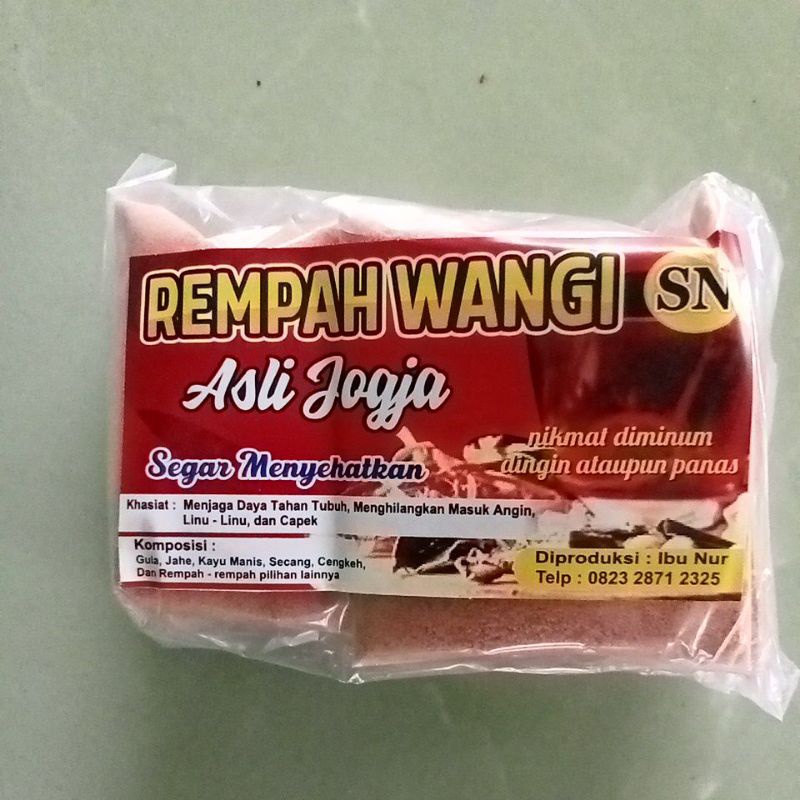 REMPAH WANGI
SN
Asli Jogja
nikmat diminum
dingin ataupun panas
Segar Menyehatkan
Khasiat : Menjaga Daya Tahan Tubuh, Menghilangkan Masuk Angin,
Linu - Linu, dan Capek
Komposisi :
Gula, Jahe, Kayu Manis, Secang, Cengkeh,
Dan Rempah - rempah pilihan lainnya
Diproduksi : Ibu Nur
Telp : 0823 2871 2325